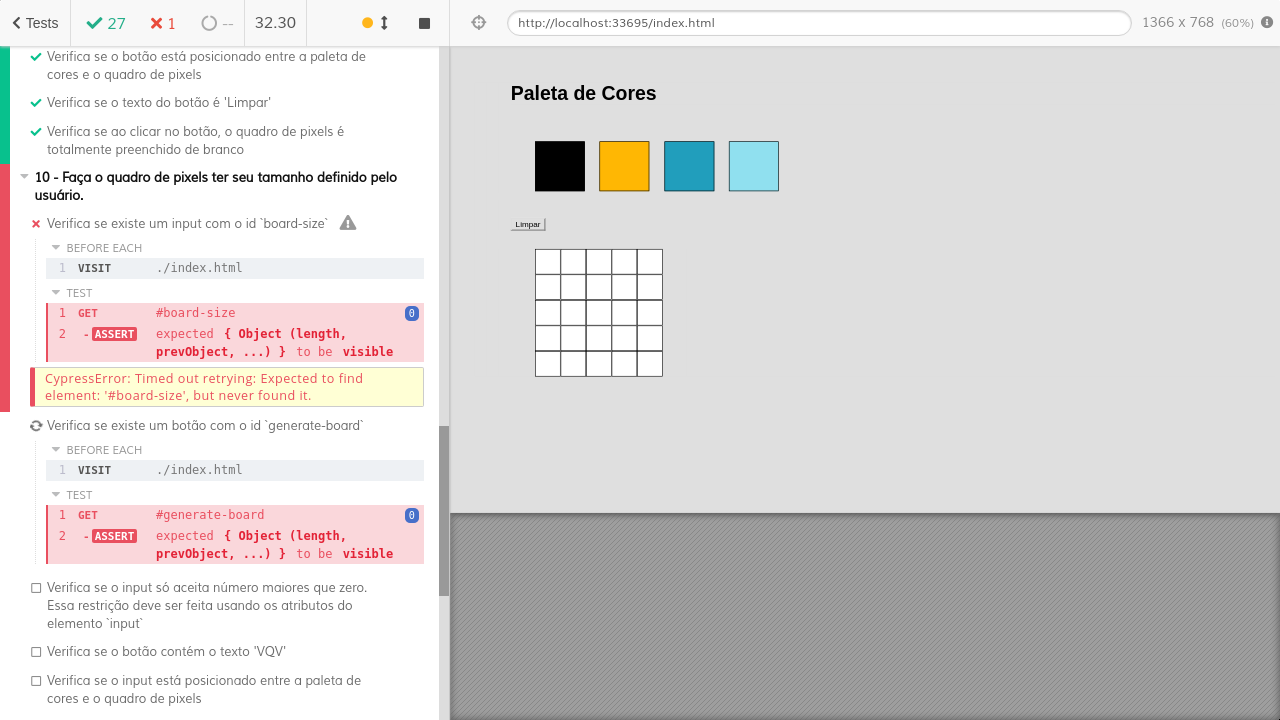 Tests 27 1 -- 32.30
http://localhost:33695/index.html 1366 x 768 (60%)
Verifica se o botão está posicionado entre a paleta de
cores e o quadro de pixels
Verifica se o texto do botão é 'Limpar'
Verifica se ao clicar no botão, o quadro de pixels é
totalmente preenchido de branco
10 - Faça o quadro de pixels ter seu tamanho definido pelo
usuário.
Verifica se existe um input com o id `board-size`
BEFORE EACH
1 VISIT ./index.html
TEST
1 GET #board-size 0
2 - ASSERT expected { Object (length,
prevObject, ...) } to be visible
CypressError: Timed out retrying: Expected to find
element: '#board-size', but never found it.
Verifica se existe um botão com o id `generate-board`
BEFORE EACH
1 VISIT ./index.html
TEST
1 GET #generate-board 0
2 - ASSERT expected { Object (length,
prevObject, ...) } to be visible
Verifica se o input só aceita número maiores que zero.
Essa restrição deve ser feita usando os atributos do
elemento `input`
Verifica se o botão contém o texto 'VQV'
Verifica se o input está posicionado entre a paleta de
cores e o quadro de pixels
Paleta de Cores
Limpar